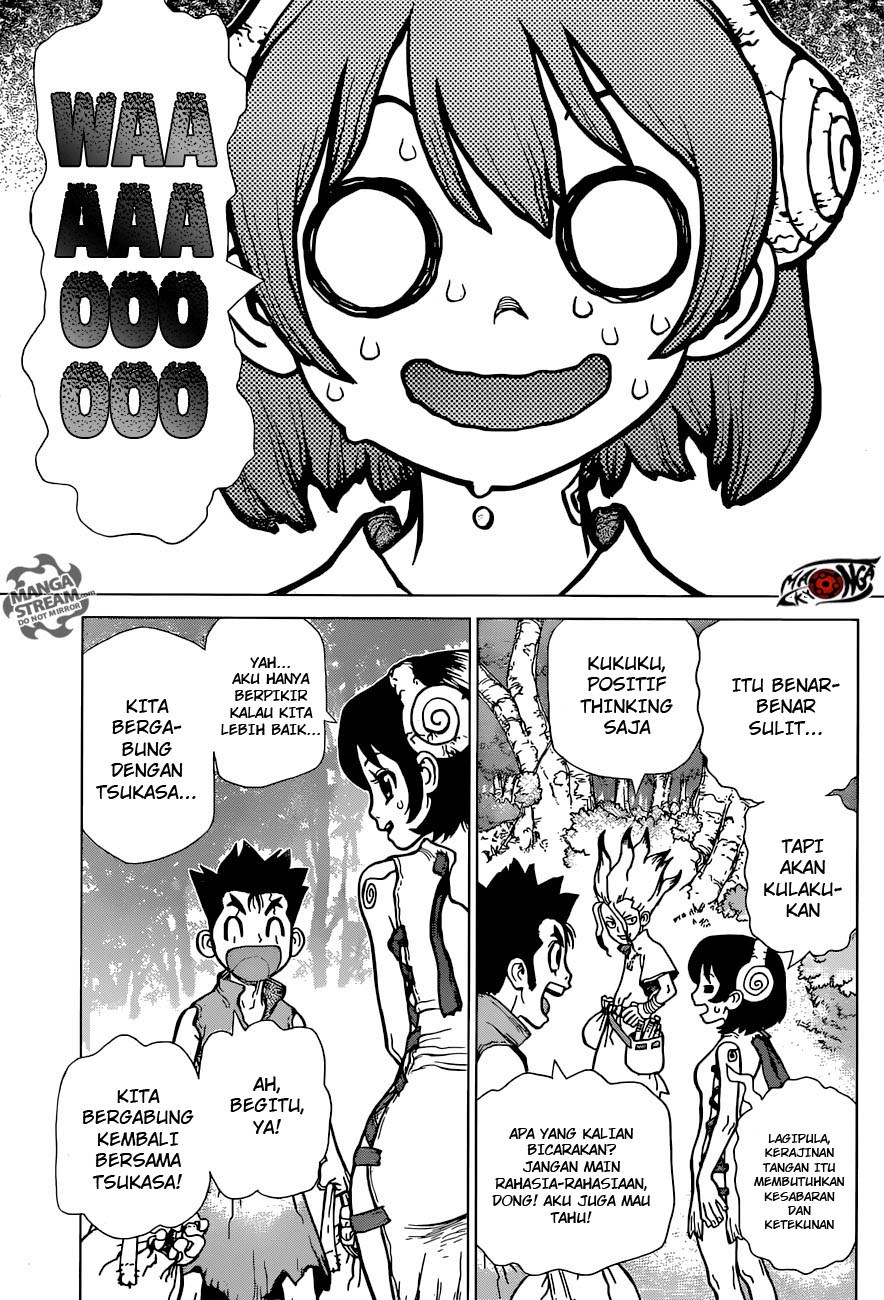 WAA
AAA
OOO
OOO
MANGA
STREAM.com
DO NOT MIRROR
ITU BENAR-
BENAR
SULIT...
TAPI
AKAN
KULAKU-
KAN
KUKUKU,
POSITIF
THINKING
SAJA
LAGIPULA,
KERAJINAN
TANGAN ITU
MEMBUTUHKAN
KESABARAN
DAN
KETEKUNAN
APA YANG KALIAN
BICARAKAN?
JANGAN MAIN
RAHASIA-RAHASIAAN,
DONG! AKU JUGA MAU
TAHU!
YAH...
AKU HANYA
BERPIKIR
KALAU KITA
LEBIH BAIK...
KITA
BERGA-
BUNG
DENGAN
TSUKASA...
AH,
BEGITU,
YA!
KITA
BERGABUNG
KEMBALI
BERSAMA
TSUKASA!